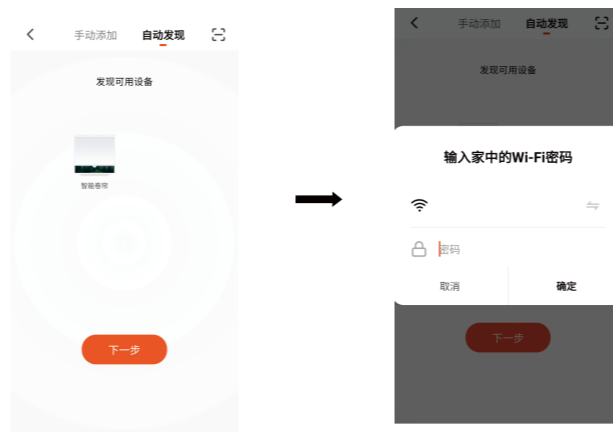 手动添加 自动发现
发现可用设备
智能卷帘
下一步
手动添加 自动发现
发现可用设备
输入家中的Wi-Fi密码
密码
取消 确定
下一步